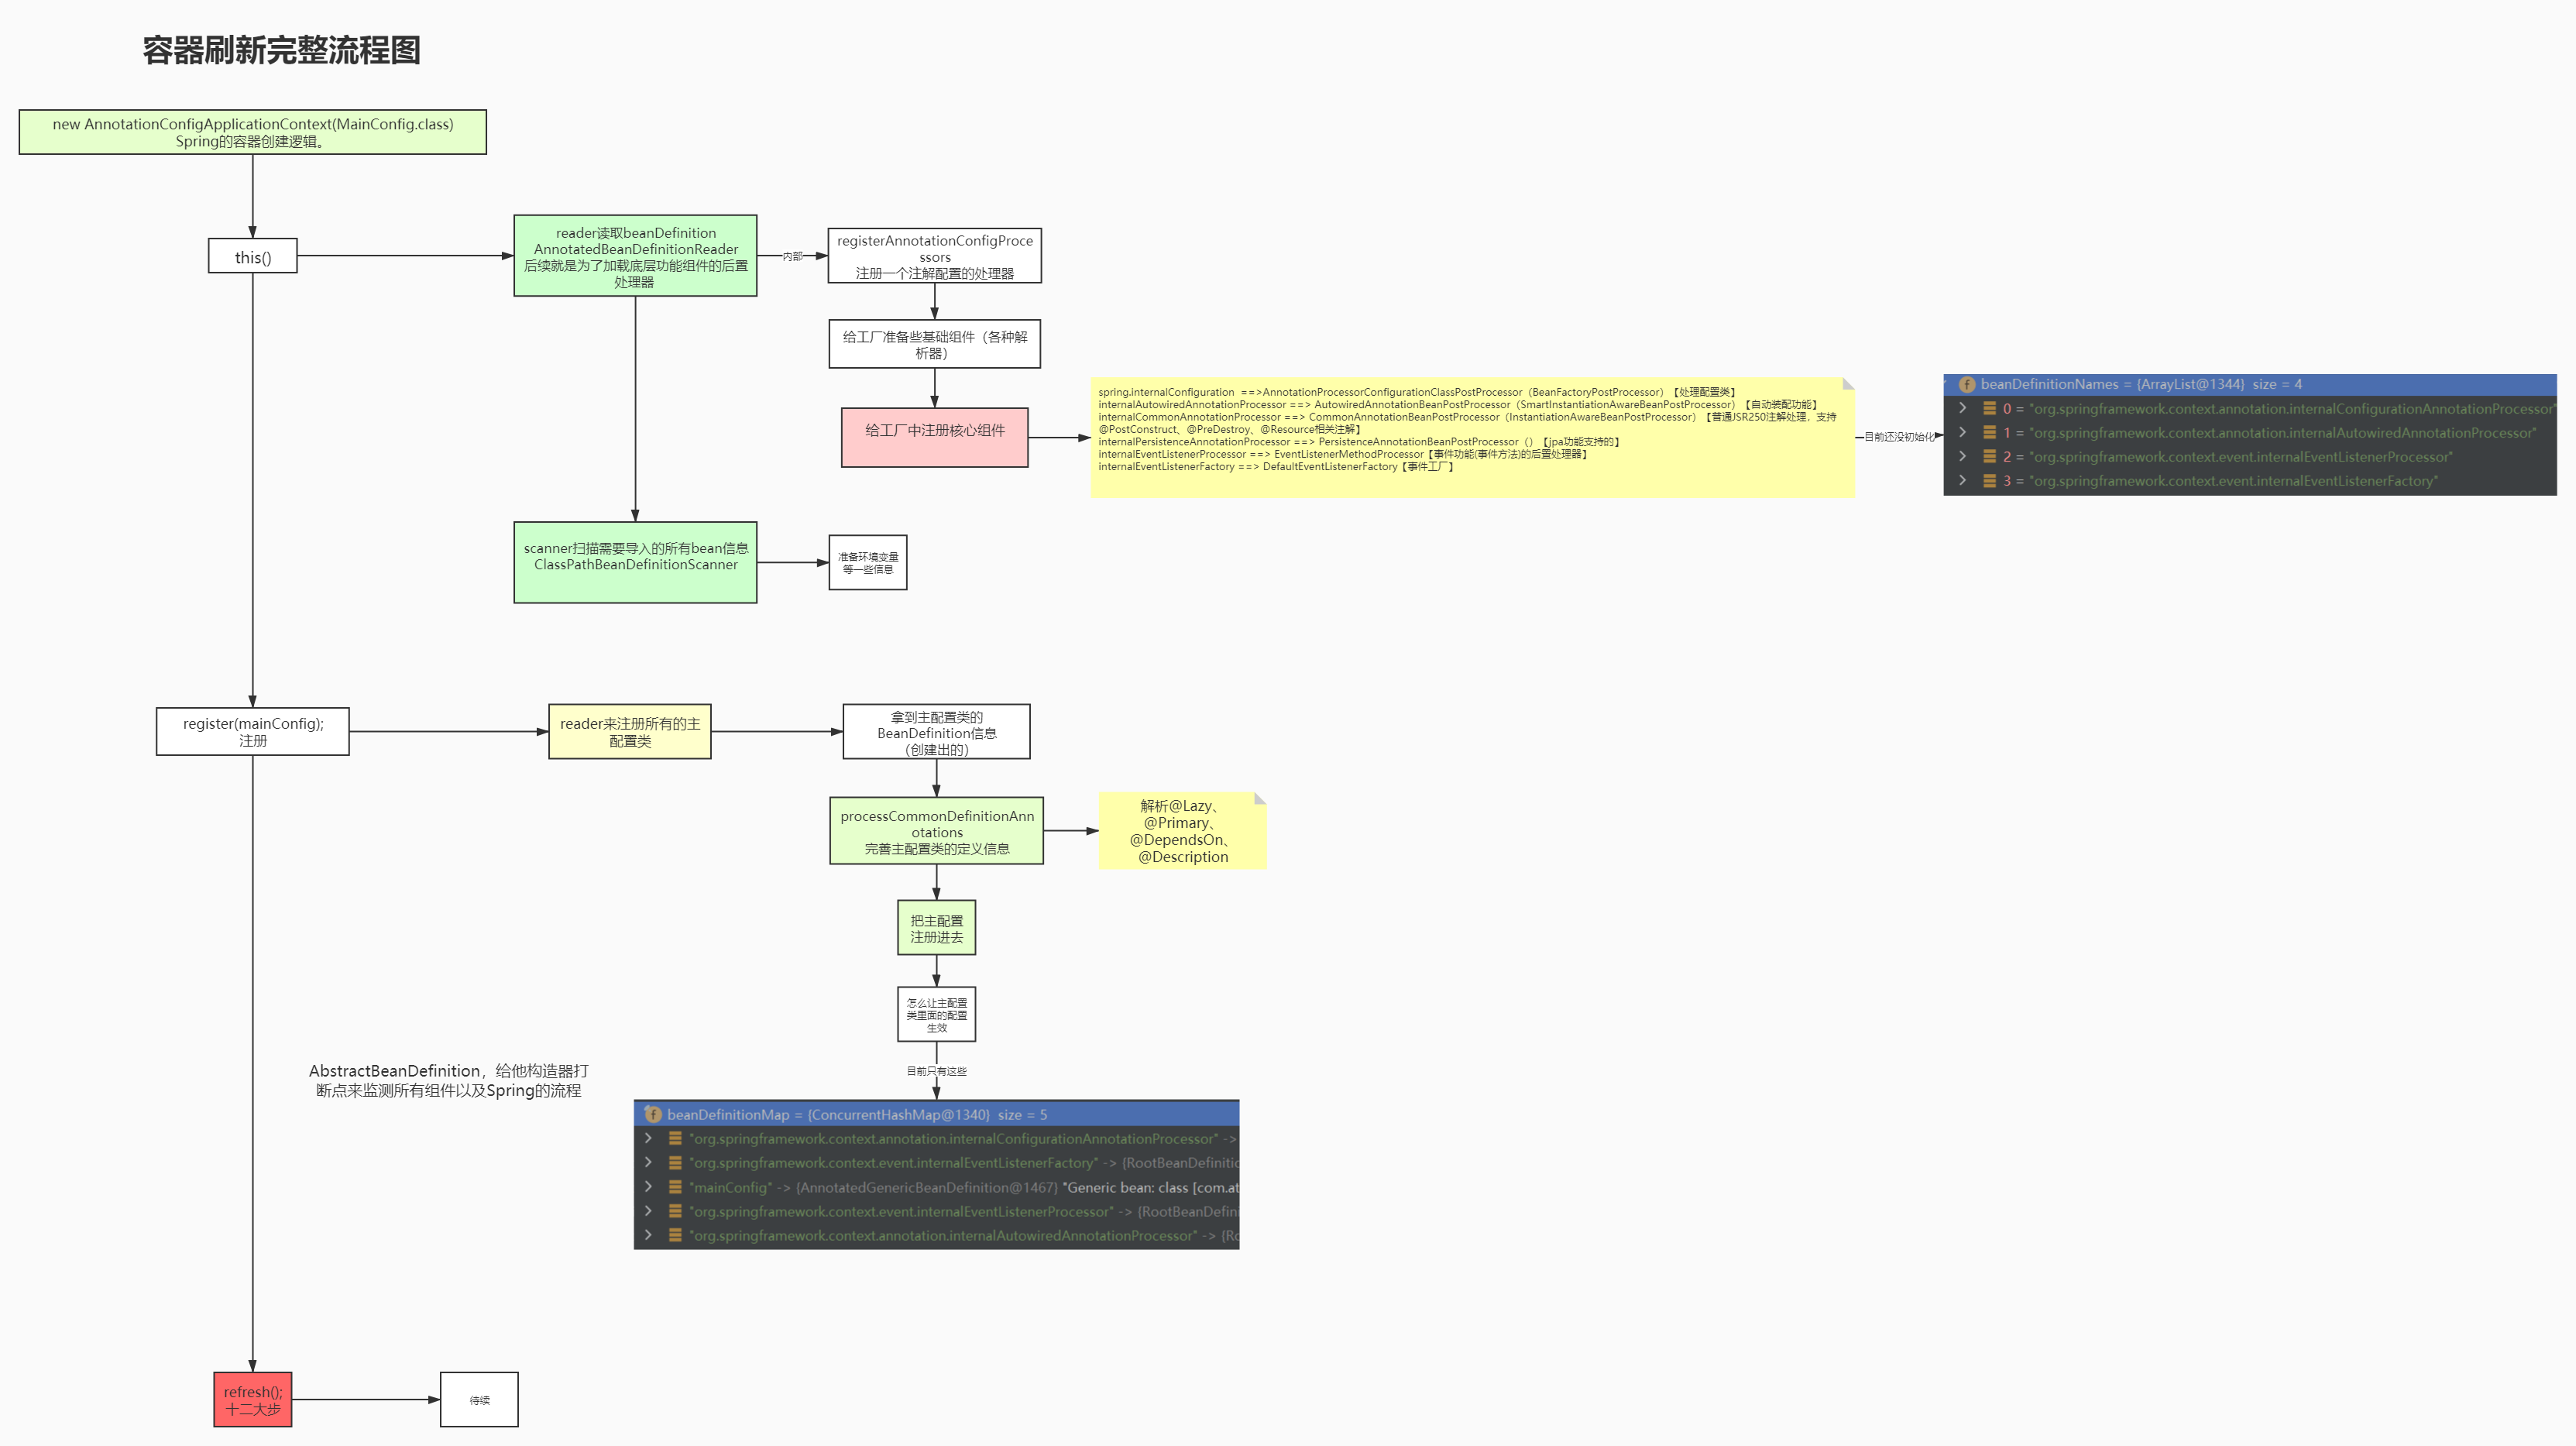 容器刷新完整流程图
new AnnotationConfigApplicationContext(MainConfig.class)
Spring的容器创建逻辑。
this()
reader读取beanDefinition
AnnotatedBeanDefinitionReader
后续就是为了加载底层功能组件的后置
处理器
内部
registerAnnotationConfigProce
ssors
注册一个注解配置的处理器
给工厂准备些基础组件（各种解
析器）
给工厂中注册核心组件
spring.internalConfiguration ==>AnnotationProcessorConfigurationClassPostProcessor（BeanFactoryPostProcessor）【处理配置类】
internalAutowiredAnnotationProcessor ==> AutowiredAnnotationBeanPostProcessor（SmartInstantiationAwareBeanPostProcessor）【自动装配功能】
internalCommonAnnotationProcessor ==> CommonAnnotationBeanPostProcessor（InstantiationAwareBeanPostProcessor）【普通JSR250注解处理，支持
@PostConstruct、@PreDestroy、@Resource相关注解】
internalPersistenceAnnotationProcessor ==> PersistenceAnnotationBeanPostProcessor（）【jpa功能支持的】
internalEventListenerProcessor ==> EventListenerMethodProcessor【事件功能(事件方法)的后置处理器】
internalEventListenerFactory ==> DefaultEventListenerFactory【事件工厂】
目前还没初始化
beanDefinitionNames = {ArrayList@1344} size = 4
0 = "org.springframework.context.annotation.internalConfigurationAnnotationProcessor"
1 = "org.springframework.context.annotation.internalAutowiredAnnotationProcessor"
2 = "org.springframework.context.event.internalEventListenerProcessor"
3 = "org.springframework.context.event.internalEventListenerFactory"
scanner扫描需要导入的所有bean信息
ClassPathBeanDefinitionScanner
准备环境变量
等一些信息
register(mainConfig);
注册
reader来注册所有的主
配置类
拿到主配置类的
BeanDefinition信息
（创建出的）
processCommonDefinitionAnn
otations
完善主配置类的定义信息
解析@Lazy、
@Primary、
@DependsOn、
@Description
把主配置
注册进去
怎么让主配置
类里面的配置
生效
目前只有这些
AbstractBeanDefinition，给他构造器打
断点来监测所有组件以及Spring的流程
beanDefinitionMap = {ConcurrentHashMap@1340} size = 5
"org.springframework.context.annotation.internalConfigurationAnnotationProcessor" ->
"org.springframework.context.event.internalEventListenerFactory" -> {RootBeanDefinitic
"mainConfig" -> {AnnotatedGenericBeanDefinition@1467} "Generic bean: class [com.at
"org.springframework.context.event.internalEventListenerProcessor" -> {RootBeanDefini
"org.springframework.context.annotation.internalAutowiredAnnotationProcessor" -> {Ro
refresh();
十二大步
待续